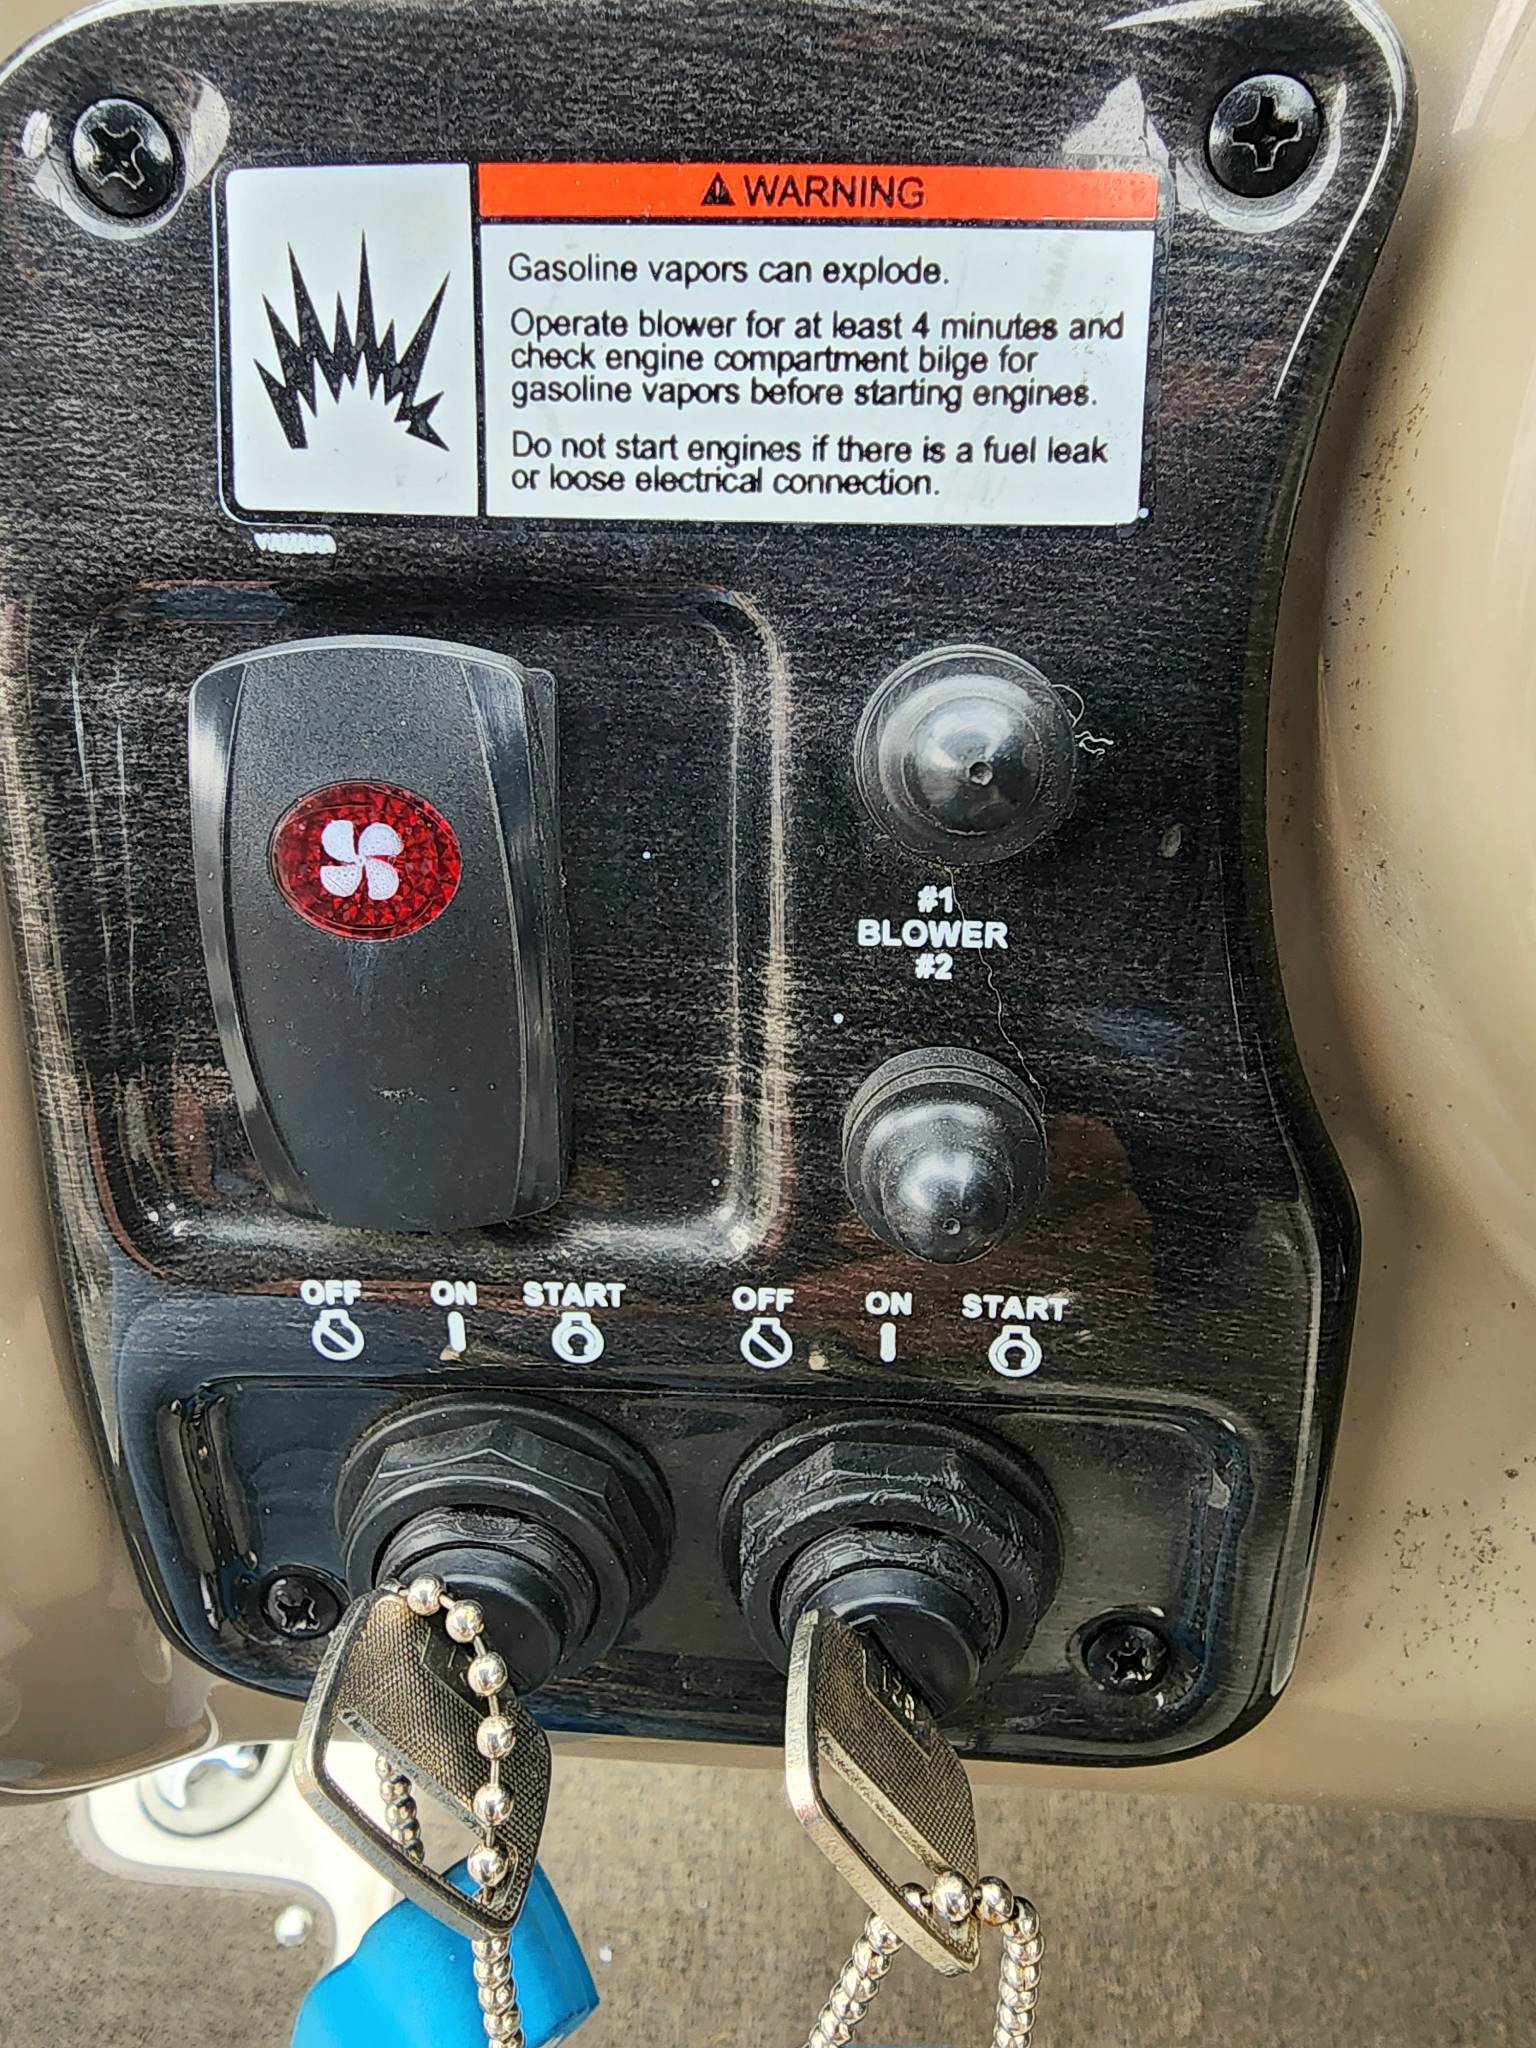 WARNING
Gasoline vapors can explode.
Operate blower for at least 4 minutes and
check engine compartment bilge for
gasoline vapors before starting engines.
Do not start engines if there is a fuel leak
or loose electrical connection.
YAMAHA
#1
BLOWER
#2
OFF ON START OFF ON START